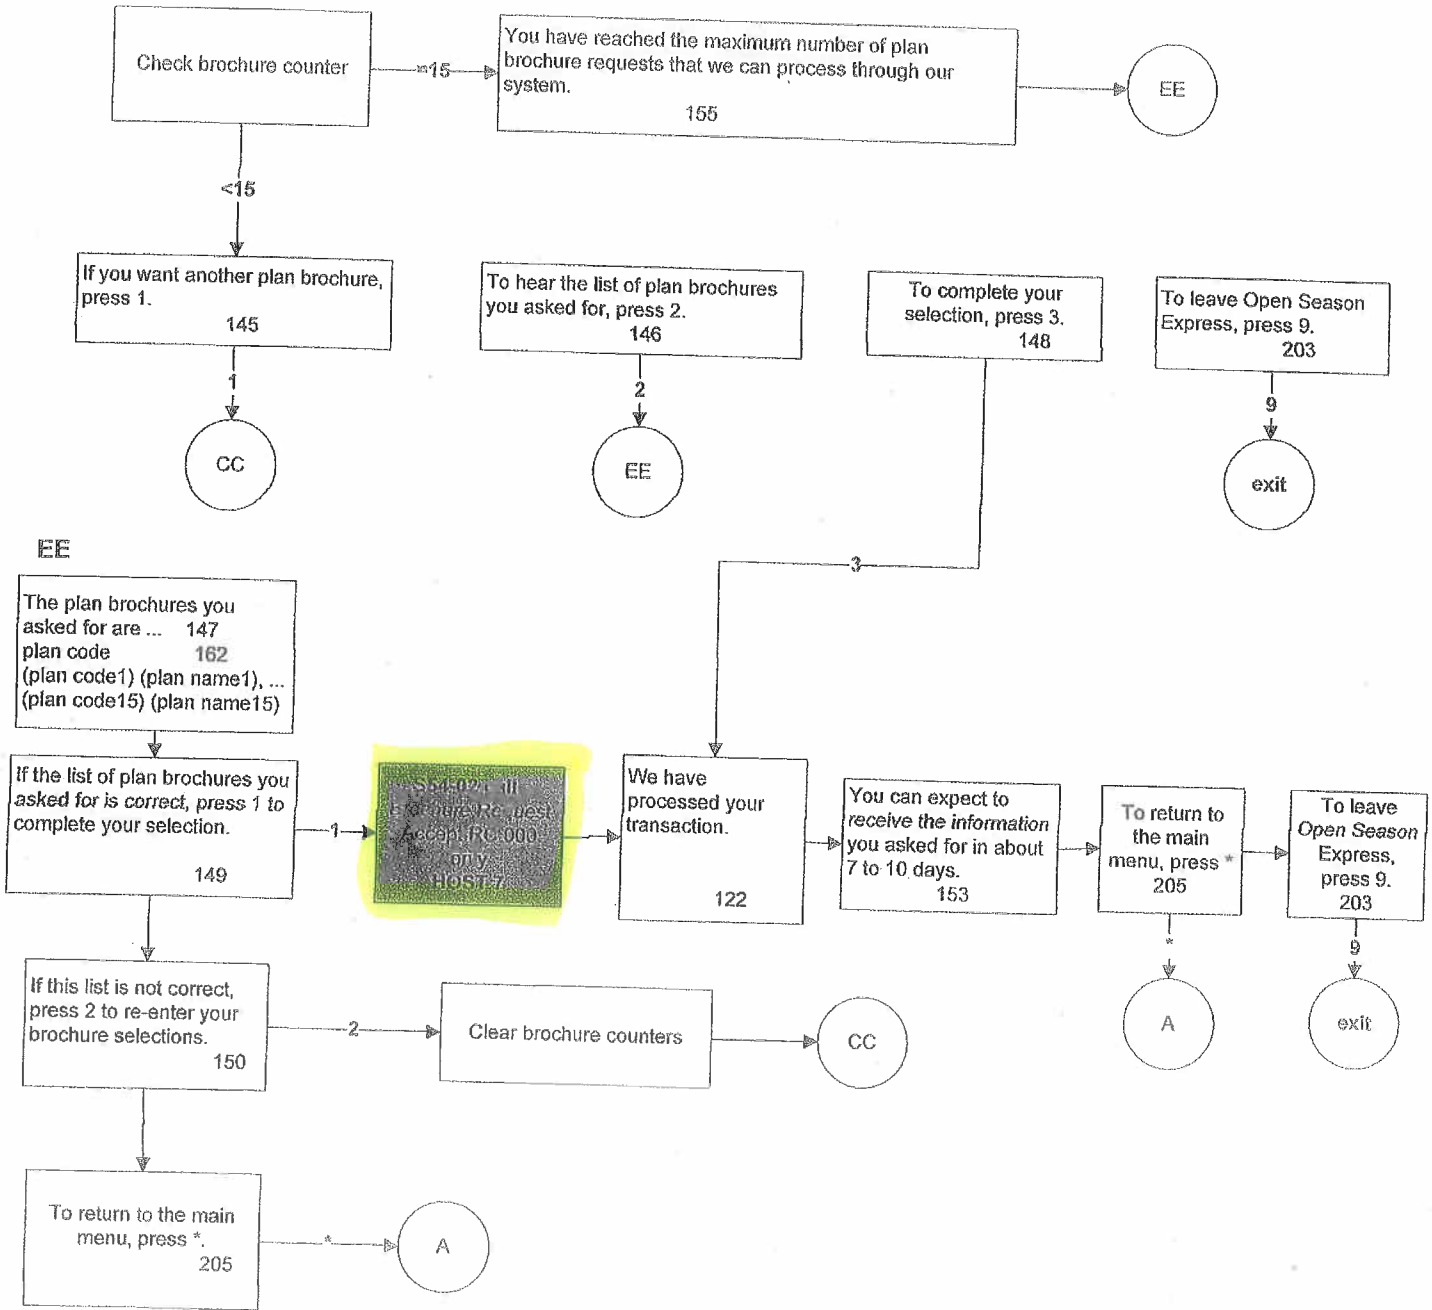 Check brochure counter
=15
You have reached the maximum number of plan
brochure requests that we can process through our
system.
155
EE
<15
If you want another plan brochure,
press 1.
145
1
CC
To hear the list of plan brochures
you asked for, press 2.
146
2
EE
To complete your
selection, press 3.
148
3
To leave Open Season
Express, press 9.
203
9
exit
EE
The plan brochures you
asked for are ... 147
plan code 162
(plan code1) (plan name1), ...
(plan code15) (plan name15)
If the list of plan brochures you
asked for is correct, press 1 to
complete your selection.
149
1
Request
Accept Rc:000
only
HOST-7
We have
processed your
transaction.
122
You can expect to
receive the information
you asked for in about
7 to 10 days.
153
To return to
the main
menu, press *
205
*
A
To leave
Open Season
Express,
press 9.
203
9
exit
If this list is not correct,
press 2 to re-enter your
brochure selections.
150
2
Clear brochure counters
CC
To return to the main
menu, press *.
205
*
A